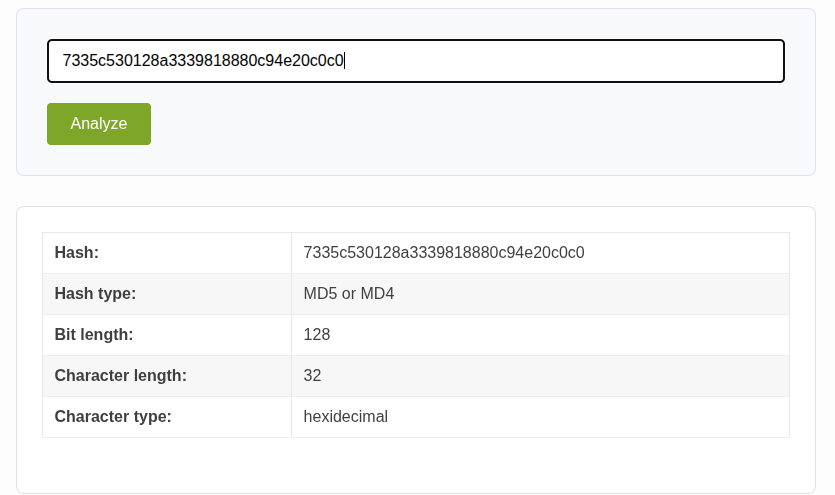 7335c530128a3339818880c94e20c0c0
Analyze
Hash: 7335c530128a3339818880c94e20c0c0
Hash type: MD5 or MD4
Bit length: 128
Character length: 32
Character type: hexidecimal